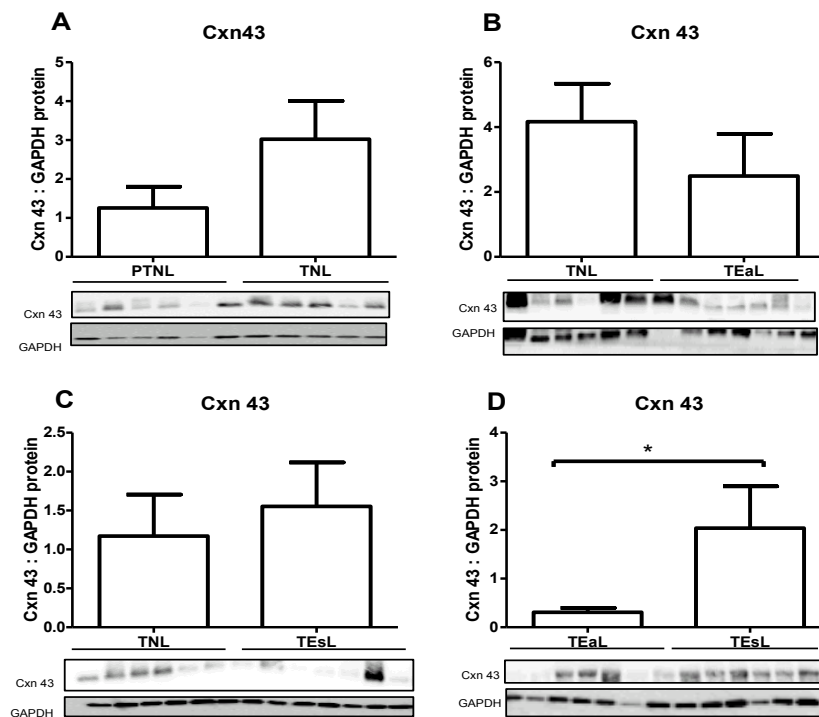 A
Cxn43
Cxn 43 : GAPDH protein
5
4
3
2
1
0
PTNL TNL
Cxn 43
GAPDH
B
Cxn 43
Cxn 43 : GAPDH protein
6
4
2
0
TNL TEaL
Cxn 43
GAPDH
C
Cxn 43
Cxn 43 : GAPDH protein
2.5
2.0
1.5
1.0
0.5
0.0
TNL TEsL
Cxn 43
GAPDH
D
Cxn 43
Cxn 43 : GAPDH protein
4
3
2
1
0
*
TEaL TEsL
Cxn 43
GAPDH